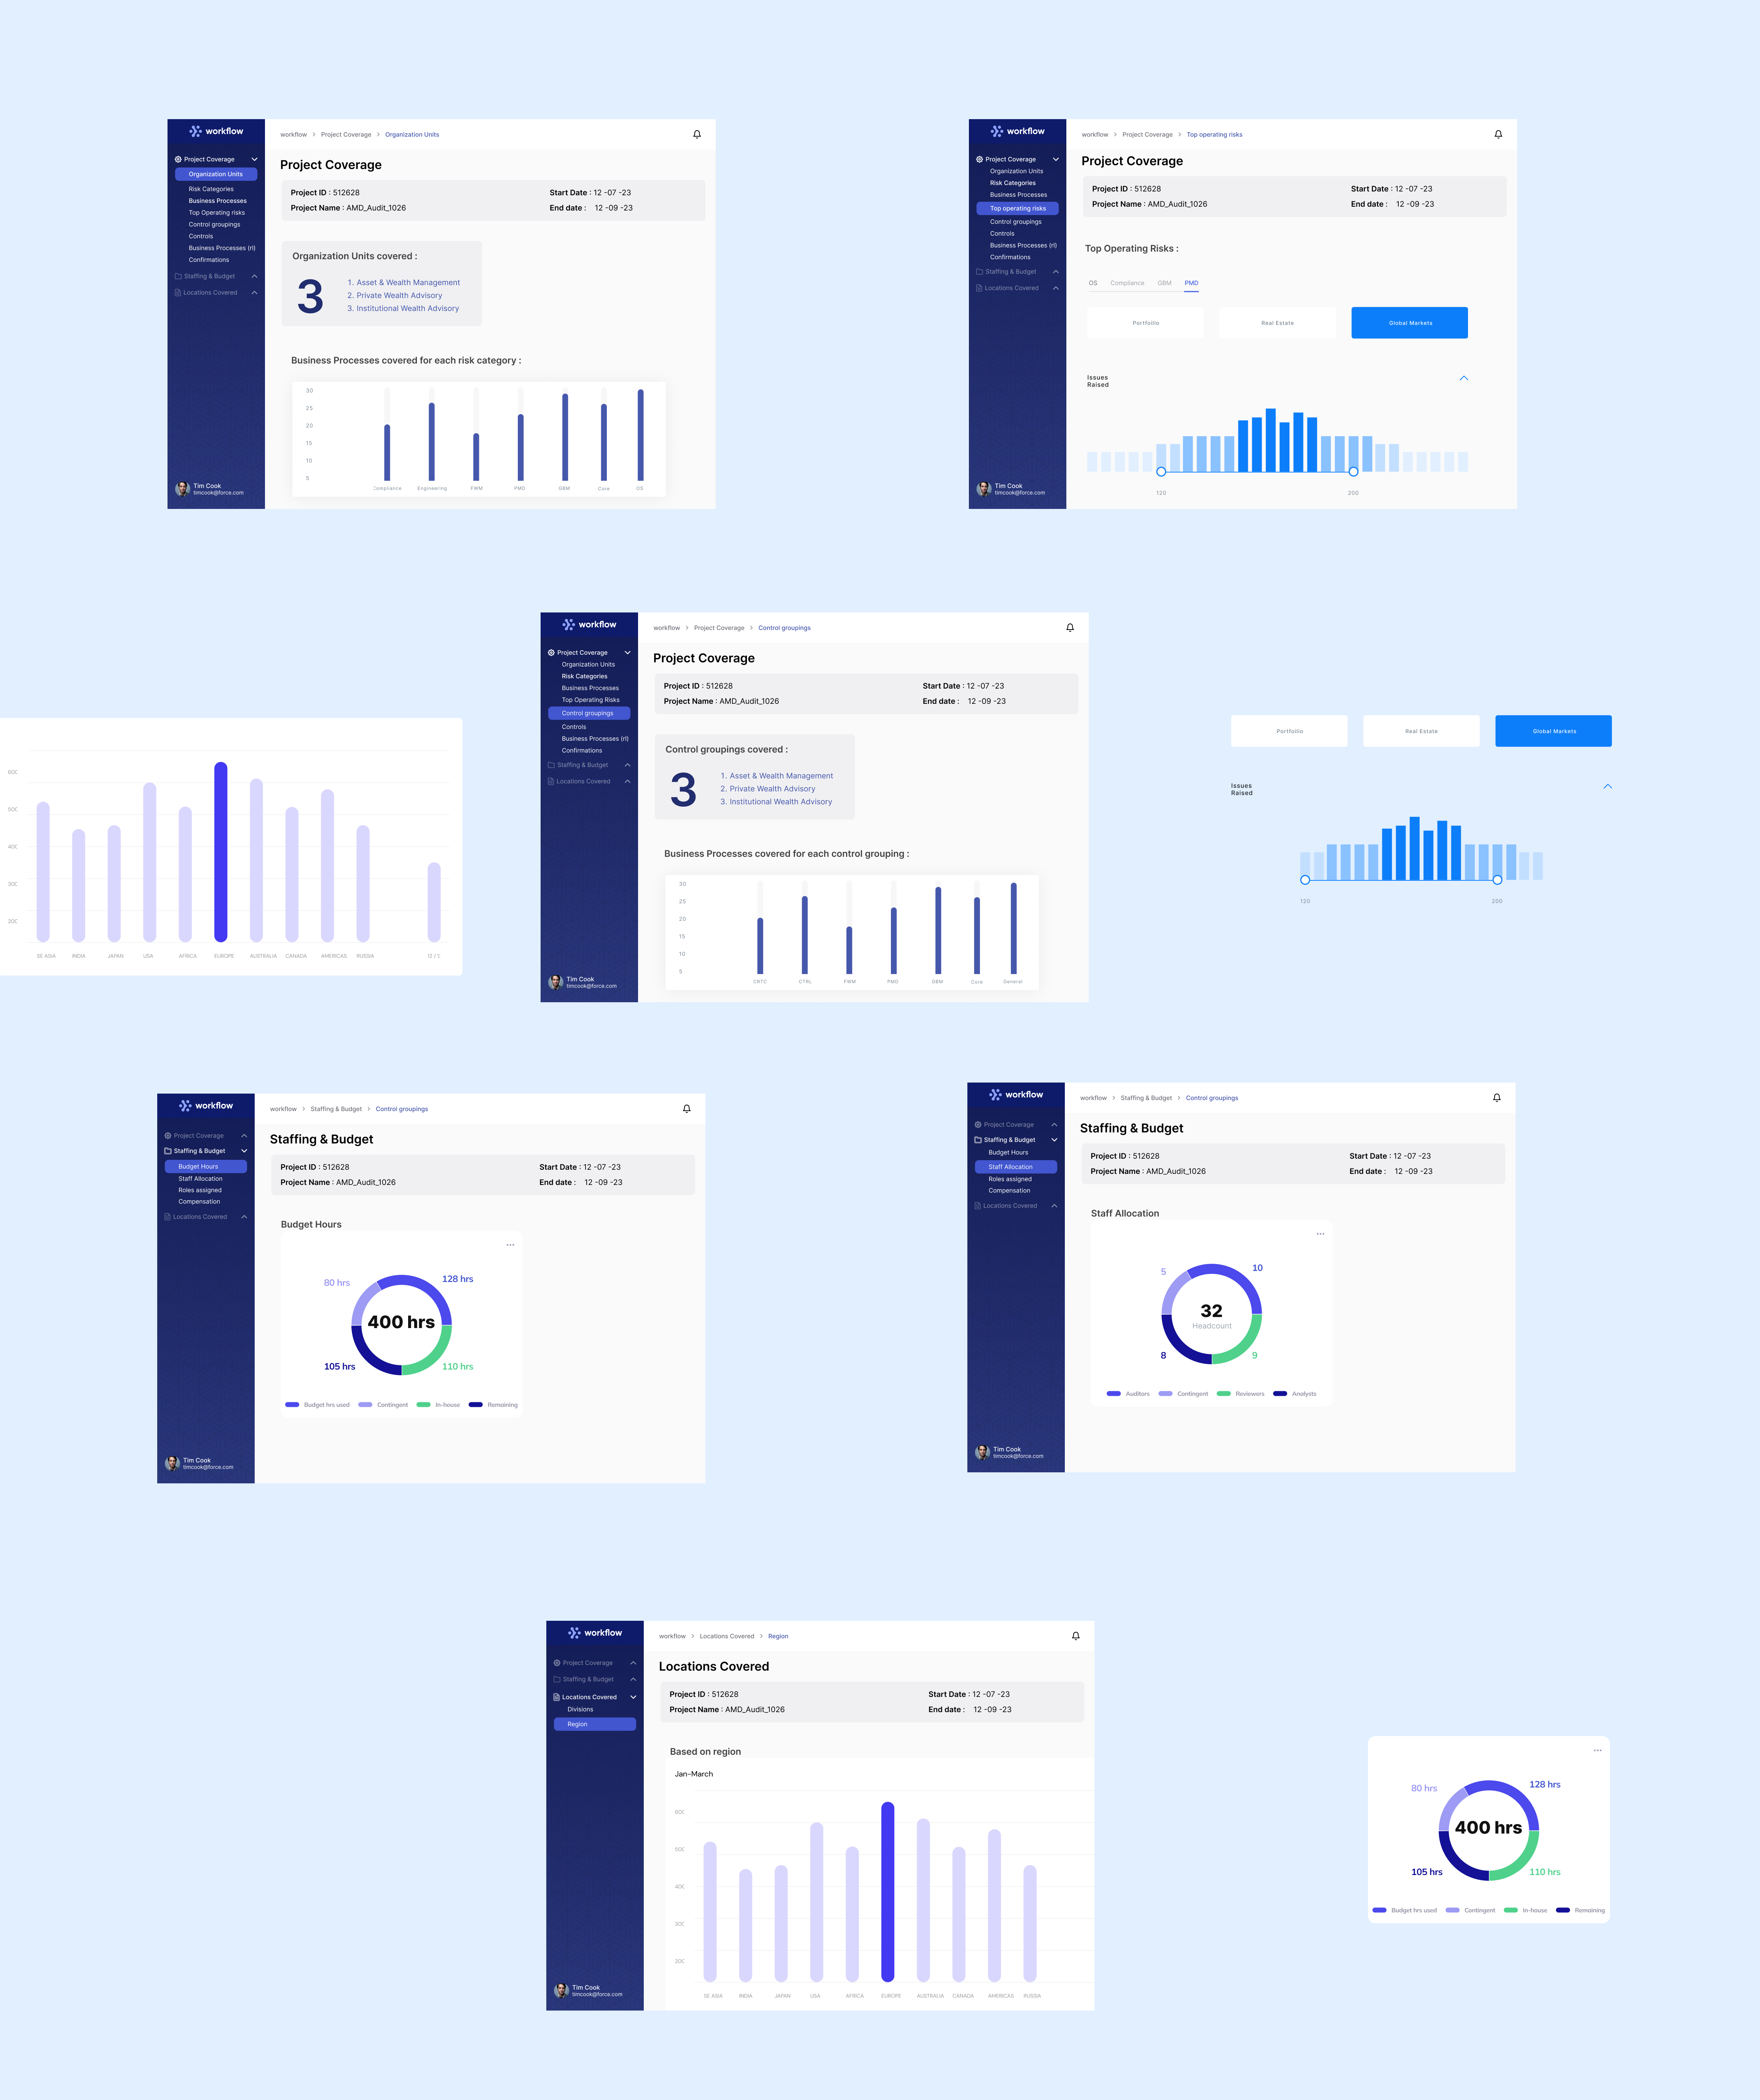 workflow
Project Coverage
Organization Units
Risk Categories
Business Processes
Top Operating risks
Control groupings
Controls
Business Processes (rl)
Confirmations
Staffing & Budget
Locations Covered
Tim Cook
timcook@force.com
workflow > Project Coverage > Organization Units
Project Coverage
Project ID : 512628
Start Date : 12 -07 -23
Project Name : AMD_Audit_1026
End date : 12 -09 -23
Organization Units covered :
3
1. Asset & Wealth Management
2. Private Wealth Advisory
3. Institutional Wealth Advisory
Business Processes covered for each risk category :
30
25
20
15
10
5
Compliance Engineering FWM PMD GBM Core OS
workflow
Project Coverage
Organization Units
Risk Categories
Business Processes
Top operating risks
Control groupings
Controls
Business Processes (rl)
Confirmations
Staffing & Budget
Locations Covered
Tim Cook
timcook@force.com
workflow > Project Coverage > Top operating risks
Project Coverage
Project ID : 512628
Start Date : 12 -07 -23
Project Name : AMD_Audit_1026
End date : 12 -09 -23
Top Operating Risks :
OS Compliance GBM PMD
Portfoilio Real Estate Global Markets
Issues
Raised
120 200
600
500
400
300
200
SE ASIA INDIA JAPAN USA AFRICA EUROPE AUSTRALIA CANADA AMERICAS RUSSIA
workflow
Project Coverage
Organization Units
Risk Categories
Business Processes
Top Operating Risks
Control groupings
Controls
Business Processes (rl)
Confirmations
Staffing & Budget
Locations Covered
Tim Cook
timcook@force.com
workflow > Project Coverage > Control groupings
Project Coverage
Project ID : 512628
Start Date : 12 -07 -23
Project Name : AMD_Audit_1026
End date : 12 -09 -23
Control groupings covered :
3
1. Asset & Wealth Management
2. Private Wealth Advisory
3. Institutional Wealth Advisory
Business Processes covered for each control grouping :
30
25
20
15
10
5
CRTC CTRL FWM PMD GBM Core General
Portfoilio Real Estate Global Markets
Issues
Raised
120 200
workflow
Project Coverage
Staffing & Budget
Budget Hours
Staff Allocation
Roles assigned
Compensation
Locations Covered
Tim Cook
timcook@force.com
workflow > Staffing & Budget > Control groupings
Staffing & Budget
Project ID : 512628
Start Date : 12 -07 -23
Project Name : AMD_Audit_1026
End date : 12 -09 -23
Budget Hours
80 hrs
128 hrs
400 hrs
105 hrs
110 hrs
Budget hrs used Contingent In-house Remaining
workflow
Project Coverage
Staffing & Budget
Budget Hours
Staff Allocation
Roles assigned
Compensation
Locations Covered
Tim Cook
timcook@force.com
workflow > Staffing & Budget > Control groupings
Staffing & Budget
Project ID : 512628
Start Date : 12 -07 -23
Project Name : AMD_Audit_1026
End date : 12 -09 -23
Staff Allocation
5
10
32
Headcount
8
9
Auditors Contingent Reviewers Analysts
workflow
Project Coverage
Staffing & Budget
Locations Covered
Divisions
Region
Tim Cook
timcook@force.com
workflow > Locations Covered > Region
Locations Covered
Project ID : 512628
Start Date : 12 -07 -23
Project Name : AMD_Audit_1026
End date : 12 -09 -23
Based on region
Jan-March
600
500
400
300
200
SE ASIA INDIA JAPAN USA AFRICA EUROPE AUSTRALIA CANADA AMERICAS RUSSIA
80 hrs
128 hrs
400 hrs
105 hrs
110 hrs
Budget hrs used Contingent In-house Remaining